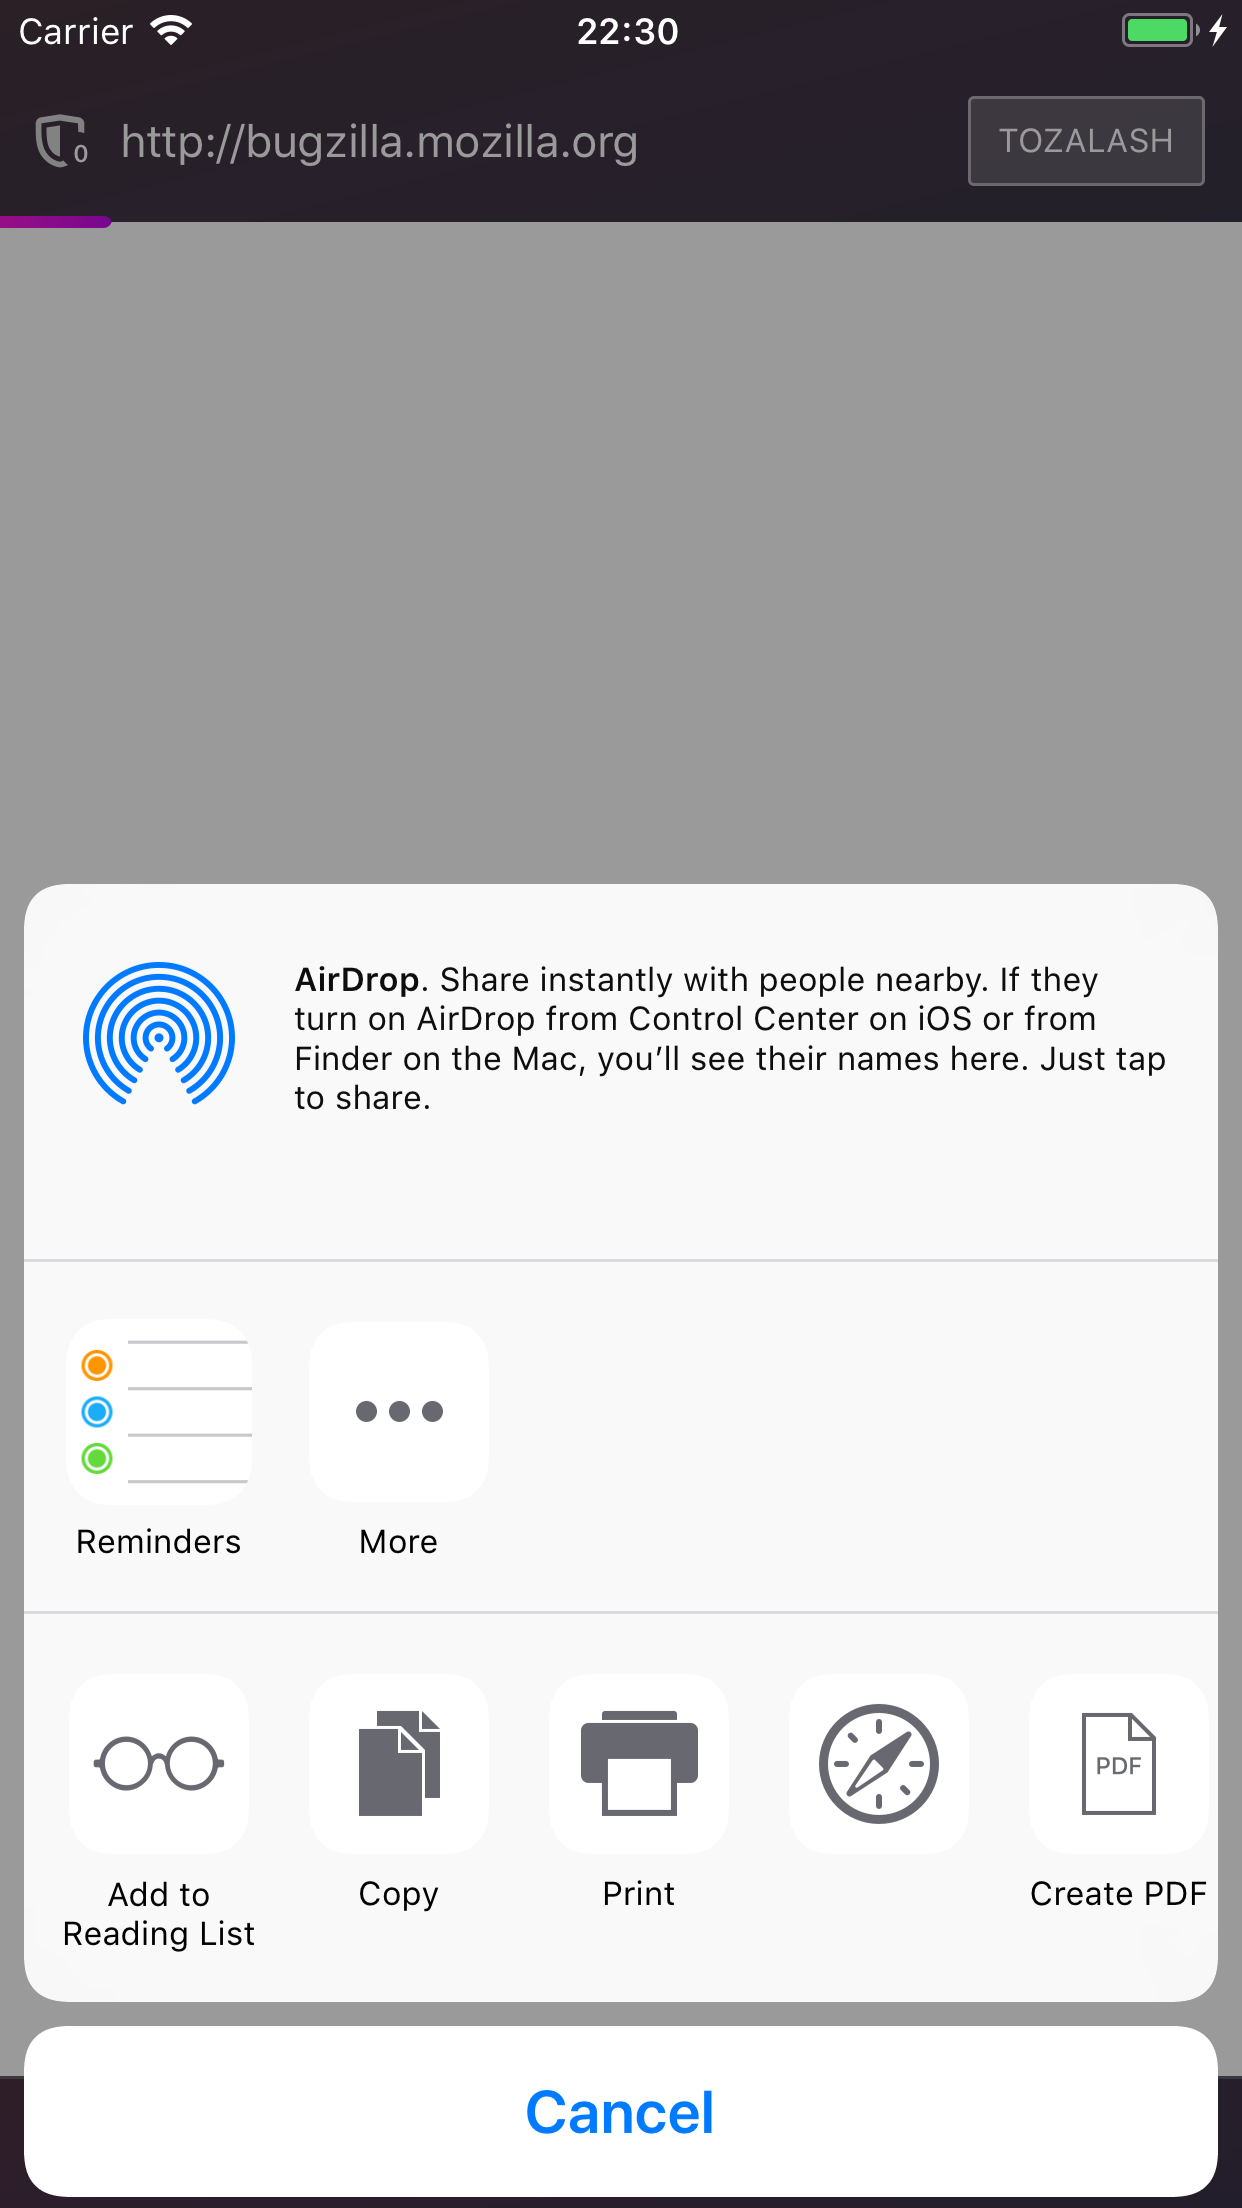 Carrier 22:30
0 http://bugzilla.mozilla.org TOZALASH
AirDrop. Share instantly with people nearby. If they
turn on AirDrop from Control Center on iOS or from
Finder on the Mac, you’ll see their names here. Just tap
to share.
Reminders More
PDF
Add to Copy Print Create PDF
Reading List
Cancel